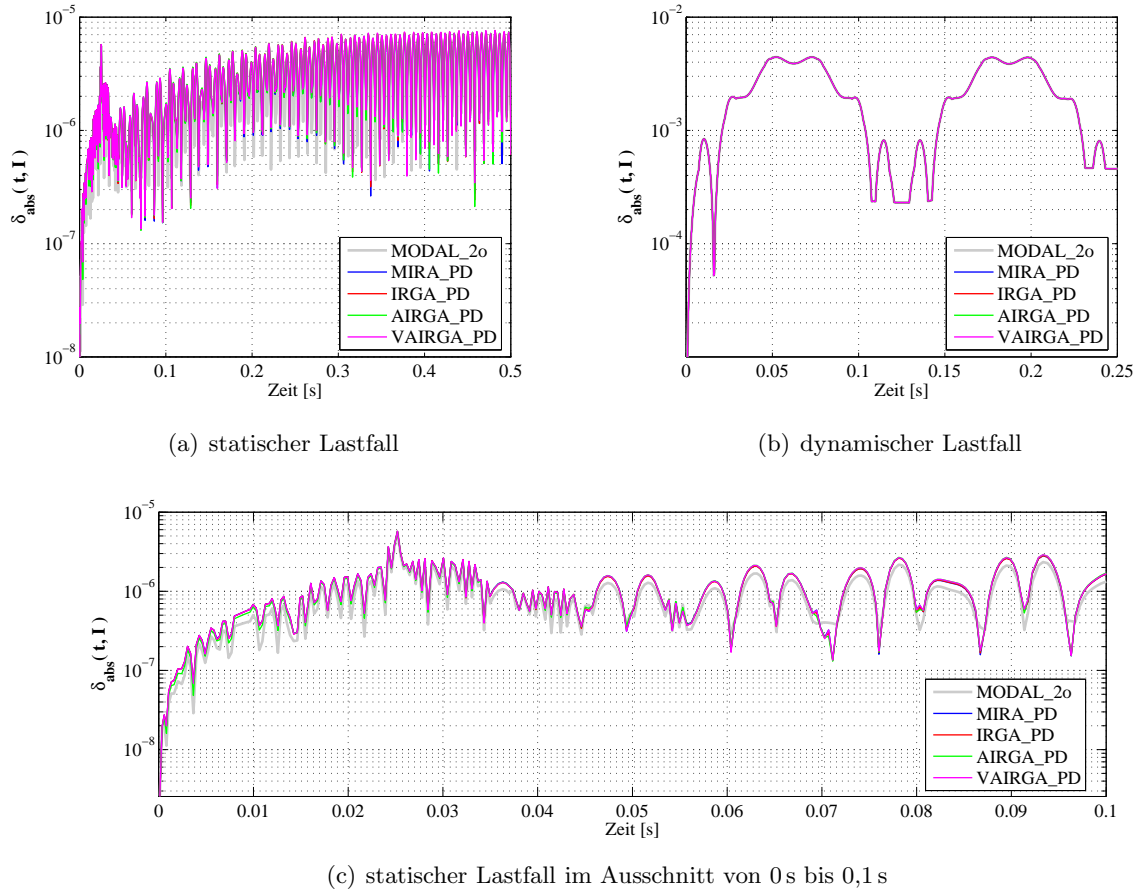 10^-5
10^-6
10^-7
10^-8
δabs( t, I )
0
0.1
0.2
0.3
0.4
0.5
Zeit [s]
MODAL_2o
MIRA_PD
IRGA_PD
AIRGA_PD
VAIRGA_PD
(a) statischer Lastfall
10^-2
10^-3
10^-4
δabs( t, I )
0
0.05
0.1
0.15
0.2
0.25
Zeit [s]
MODAL_2o
MIRA_PD
IRGA_PD
AIRGA_PD
VAIRGA_PD
(b) dynamischer Lastfall
10^-5
10^-6
10^-7
10^-8
δabs( t, I )
0
0.01
0.02
0.03
0.04
0.05
0.06
0.07
0.08
0.09
0.1
Zeit [s]
MODAL_2o
MIRA_PD
IRGA_PD
AIRGA_PD
VAIRGA_PD
(c) statischer Lastfall im Ausschnitt von 0 s bis 0,1 s